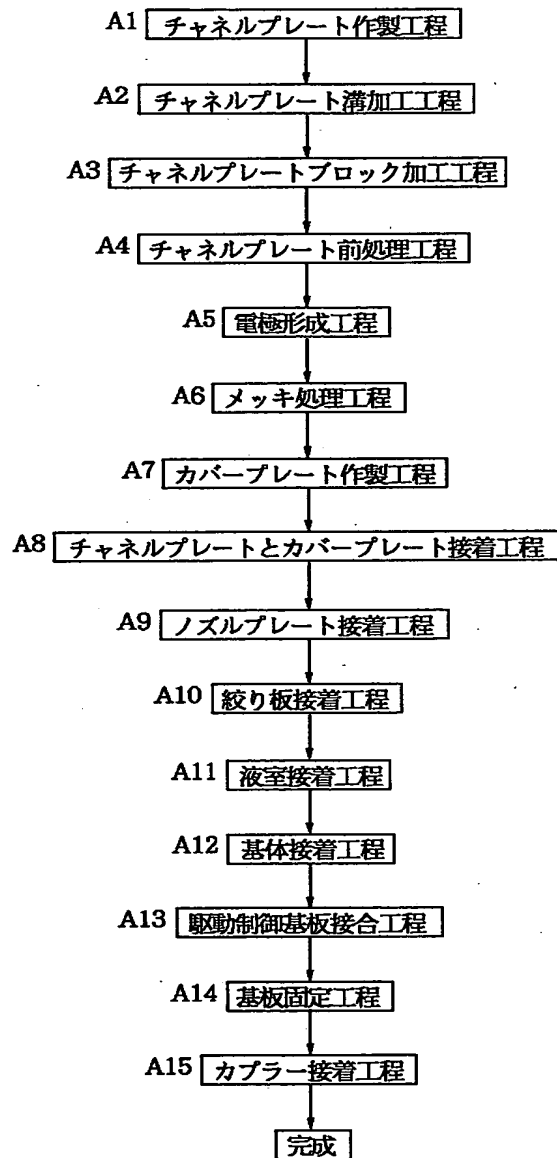 A1 チャネルプレート作製工程
A2 チャネルプレート溝加工工程
A3 チャネルプレートブロック加工工程
A4 チャネルプレート前処理工程
A5 電極形成工程
A6 メッキ処理工程
A7 カバープレート作製工程
A8 チャネルプレートとカバープレート接着工程
A9 ノズルプレート接着工程
A10 絞り板接着工程
A11 液室接着工程
A12 基体接着工程
A13 駆動制御基板接合工程
A14 基板固定工程
A15 カプラー接着工程
完成